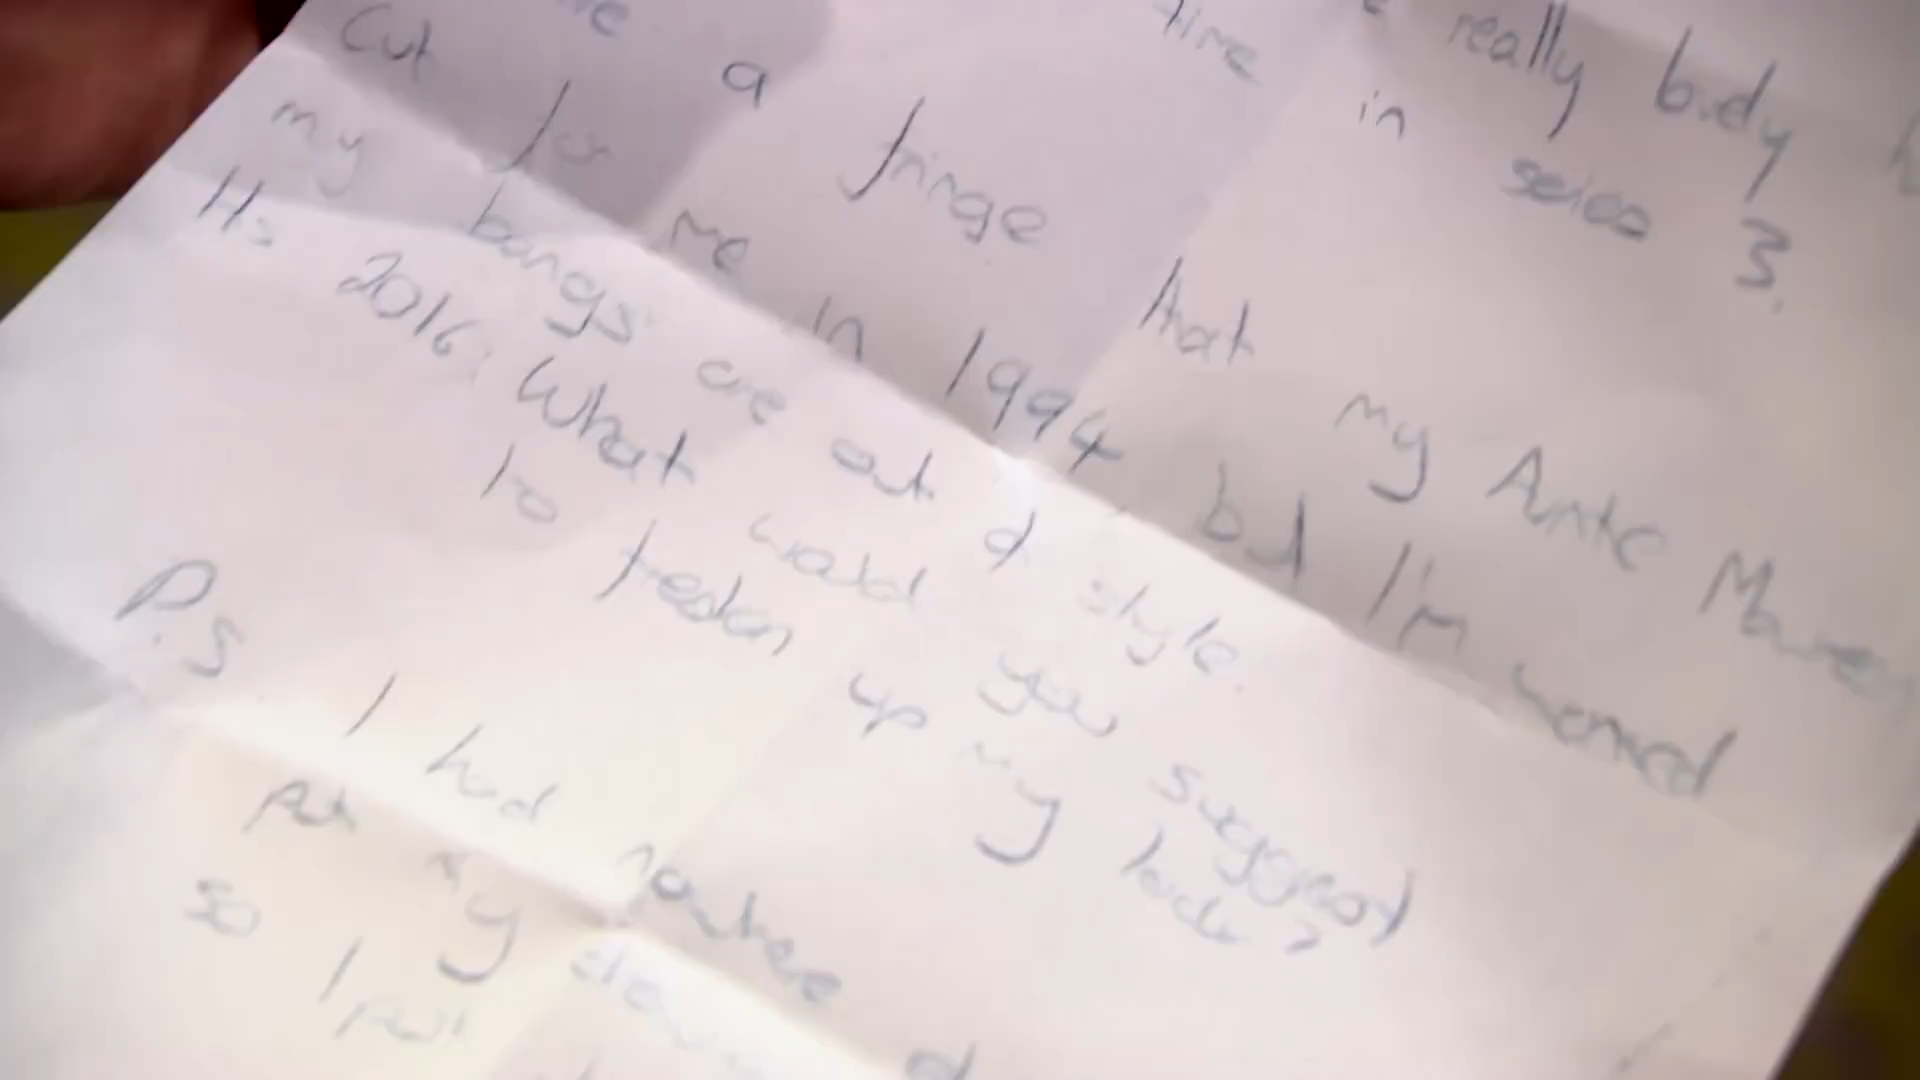 time really budy
in series 3.
a fringe that my Auntie Maureen
cut for me in 1994, but I'm worried
my bangs are out of style.
It's 2016; What would you suggest
to freshen up my look?
P.S. I had nowhere
put my
so I put